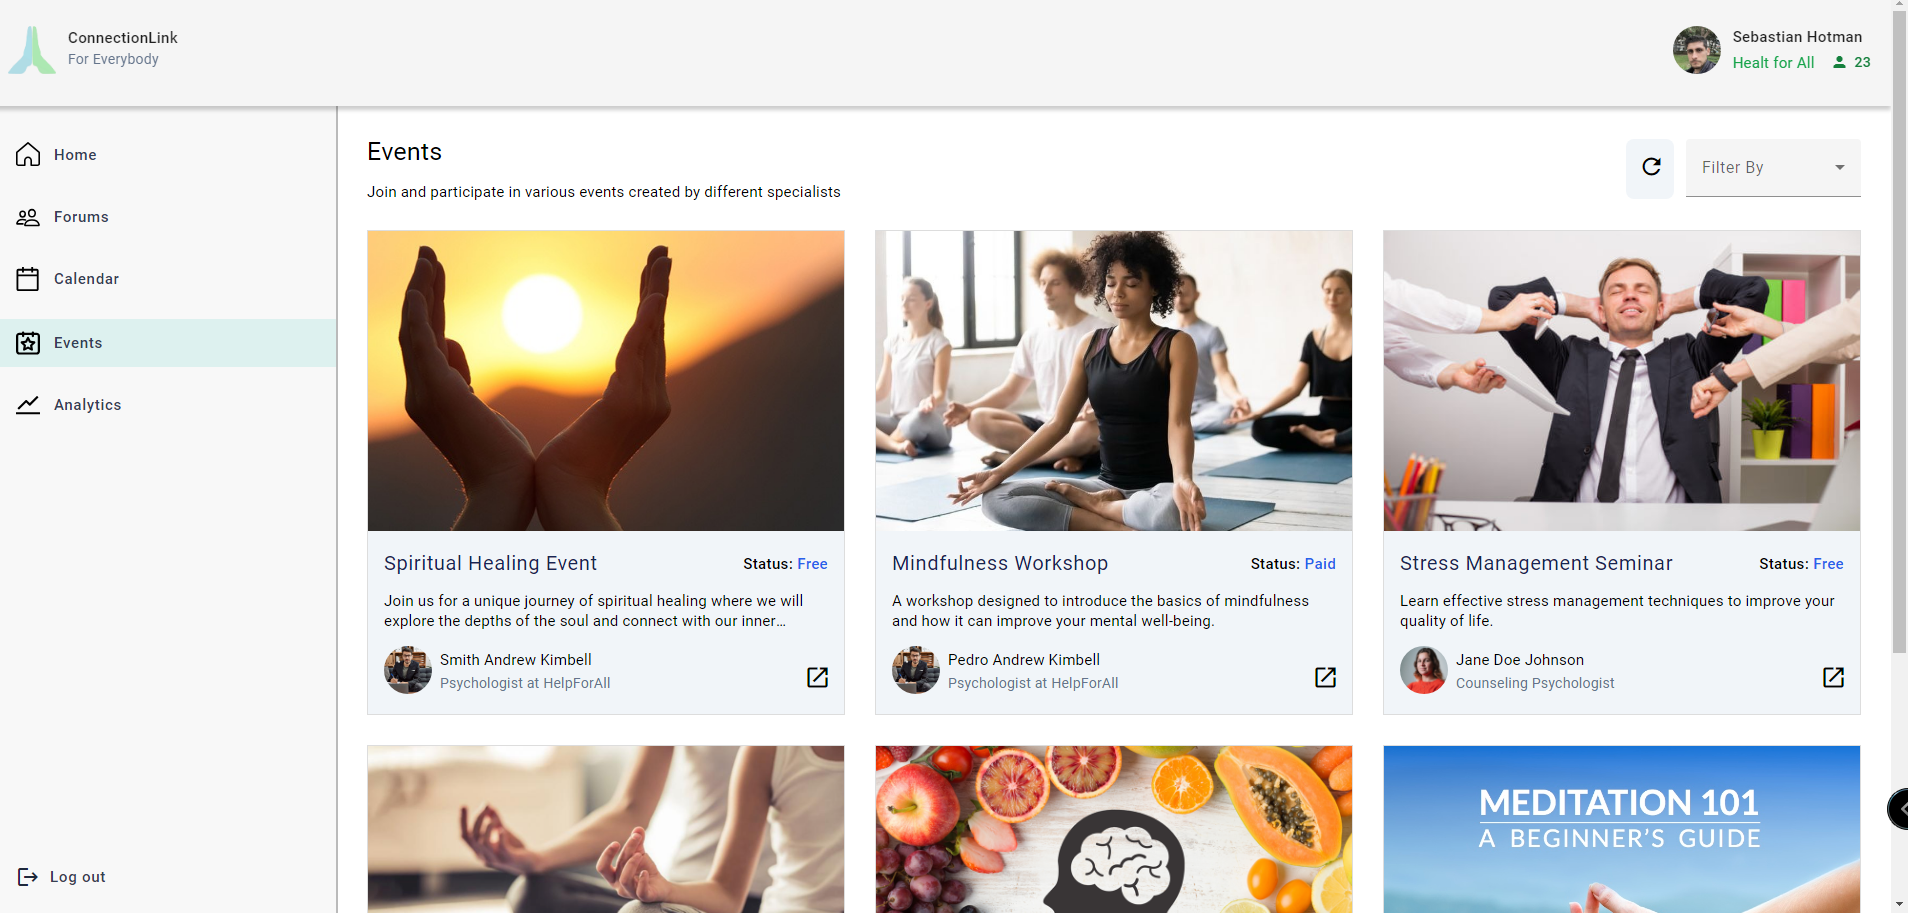 ConnectionLink
For Everybody
Sebastian Hotman
Healt for All 23
Home
Forums
Calendar
Events
Analytics
Log out
Events
Join and participate in various events created by different specialists
Filter By
Spiritual Healing Event Status: Free
Join us for a unique journey of spiritual healing where we will
explore the depths of the soul and connect with our inner…
Smith Andrew Kimbell
Psychologist at HelpForAll
Mindfulness Workshop Status: Paid
A workshop designed to introduce the basics of mindfulness
and how it can improve your mental well-being.
Pedro Andrew Kimbell
Psychologist at HelpForAll
Stress Management Seminar Status: Free
Learn effective stress management techniques to improve your
quality of life.
Jane Doe Johnson
Counseling Psychologist
MEDITATION 101
A BEGINNER'S GUIDE